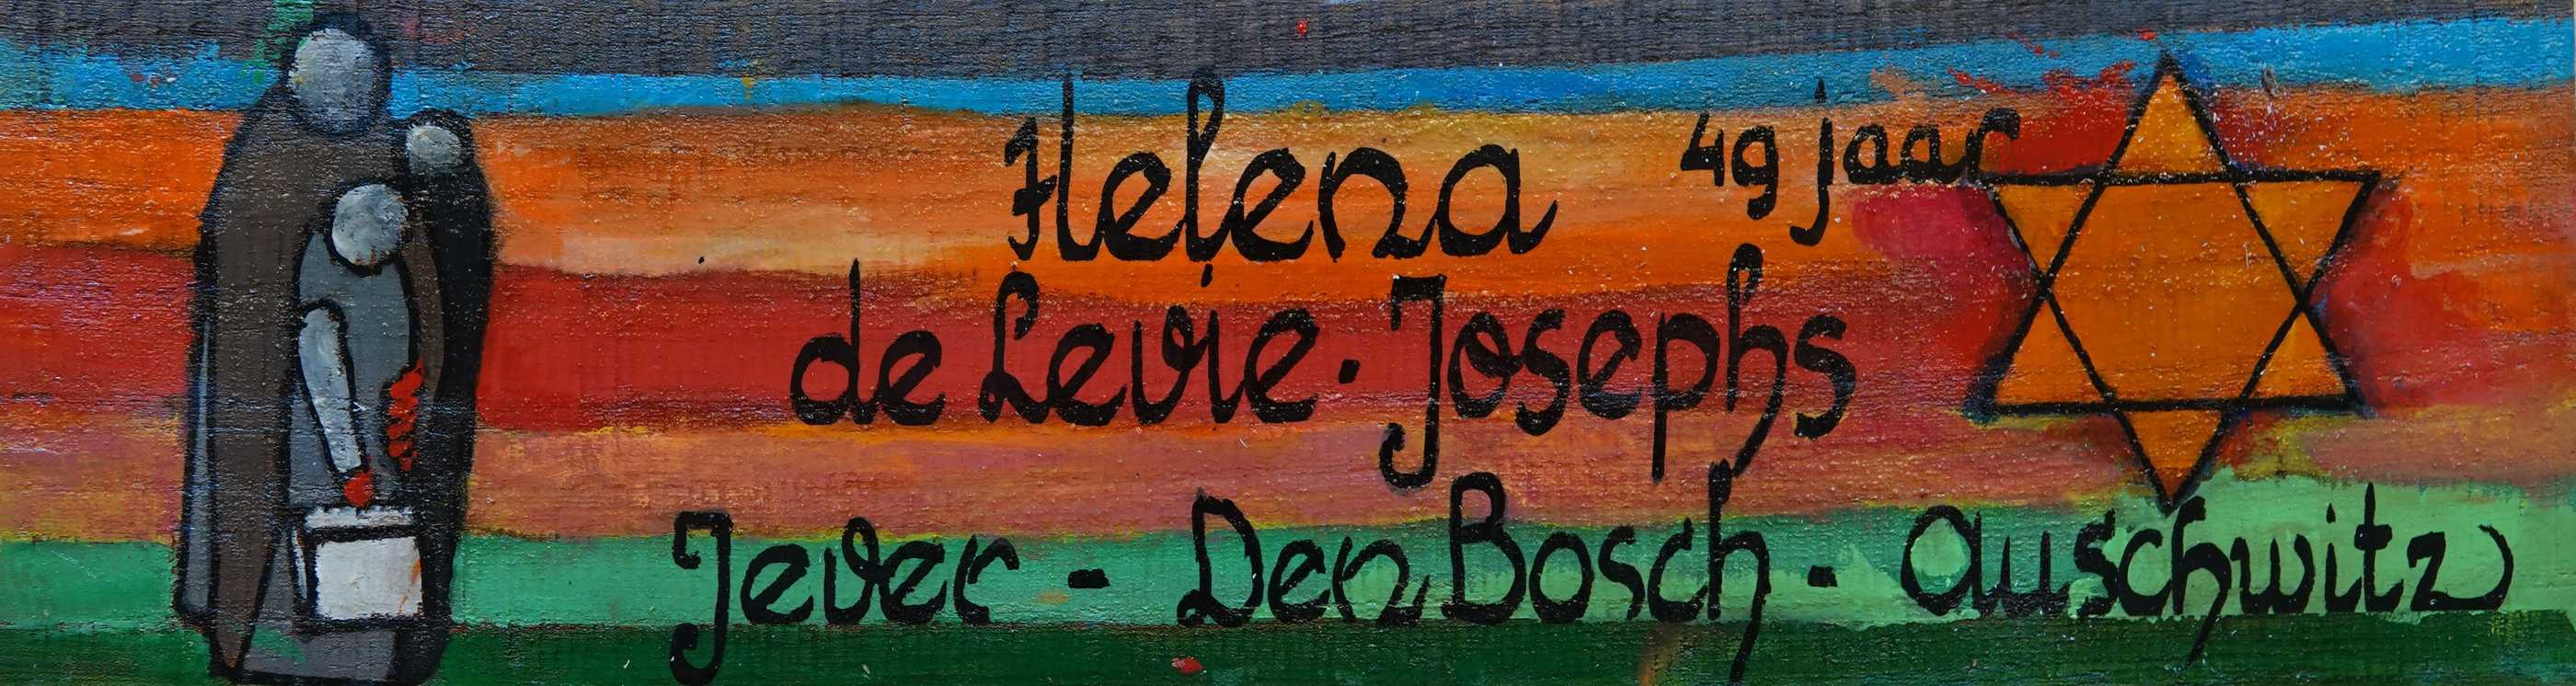 Helena 49 jaar
de Levie-Josephs
Jever - Den Bosch - Auschwitz